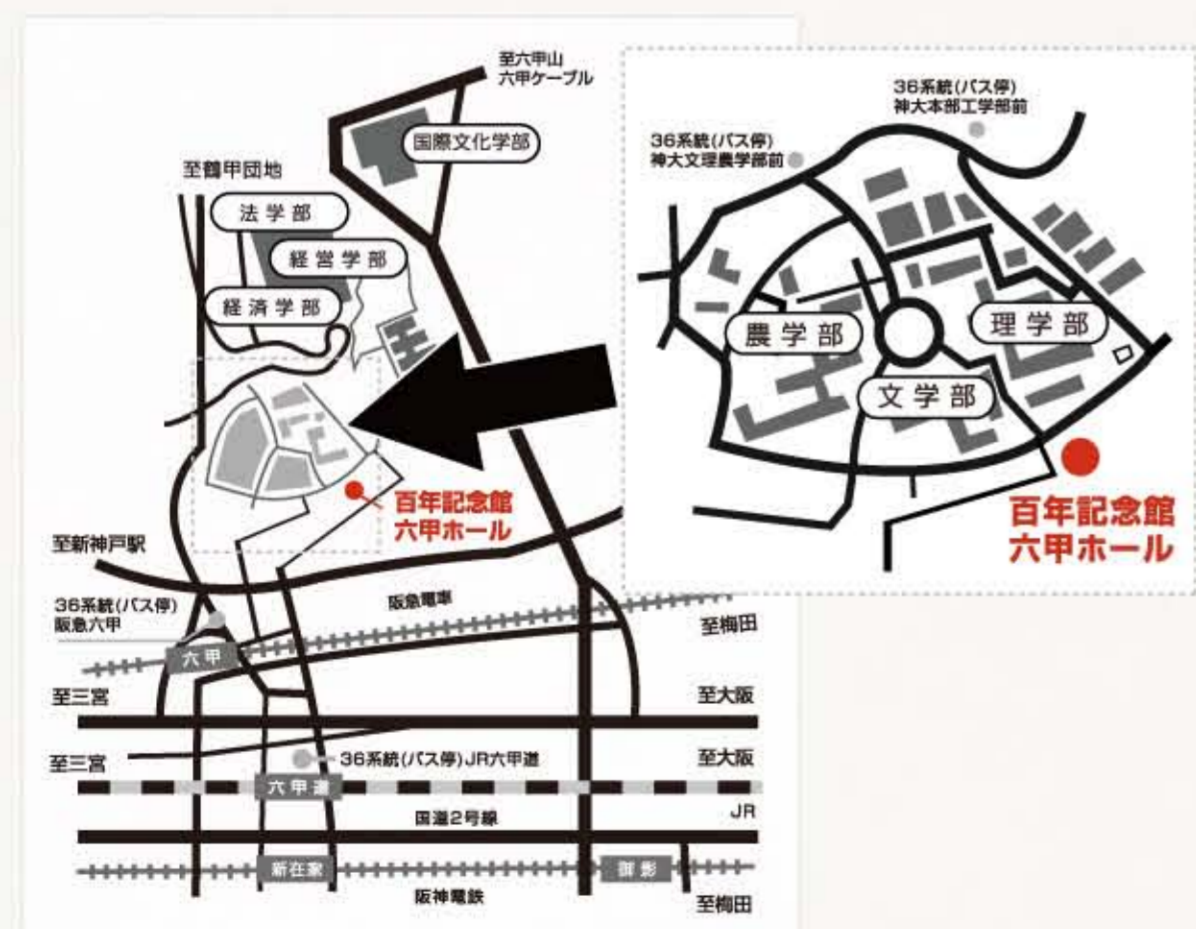 至六甲山
六甲ケーブル
国際文化学部
至鶴甲団地
法学部
経営学部
経済学部
百年記念館
六甲ホール
至新神戸駅
36系統(バス停)
阪急六甲
阪急電車
六甲
至梅田
至三宮
至大阪
至三宮
36系統(バス停)JR六甲道
至大阪
六甲道
JR
国道2号線
新在家
御影
阪神電鉄
至梅田
36系統(バス停)
神大本部工学部前
36系統(バス停)
神大文理農学部前
農学部
理学部
文学部
百年記念館
六甲ホール